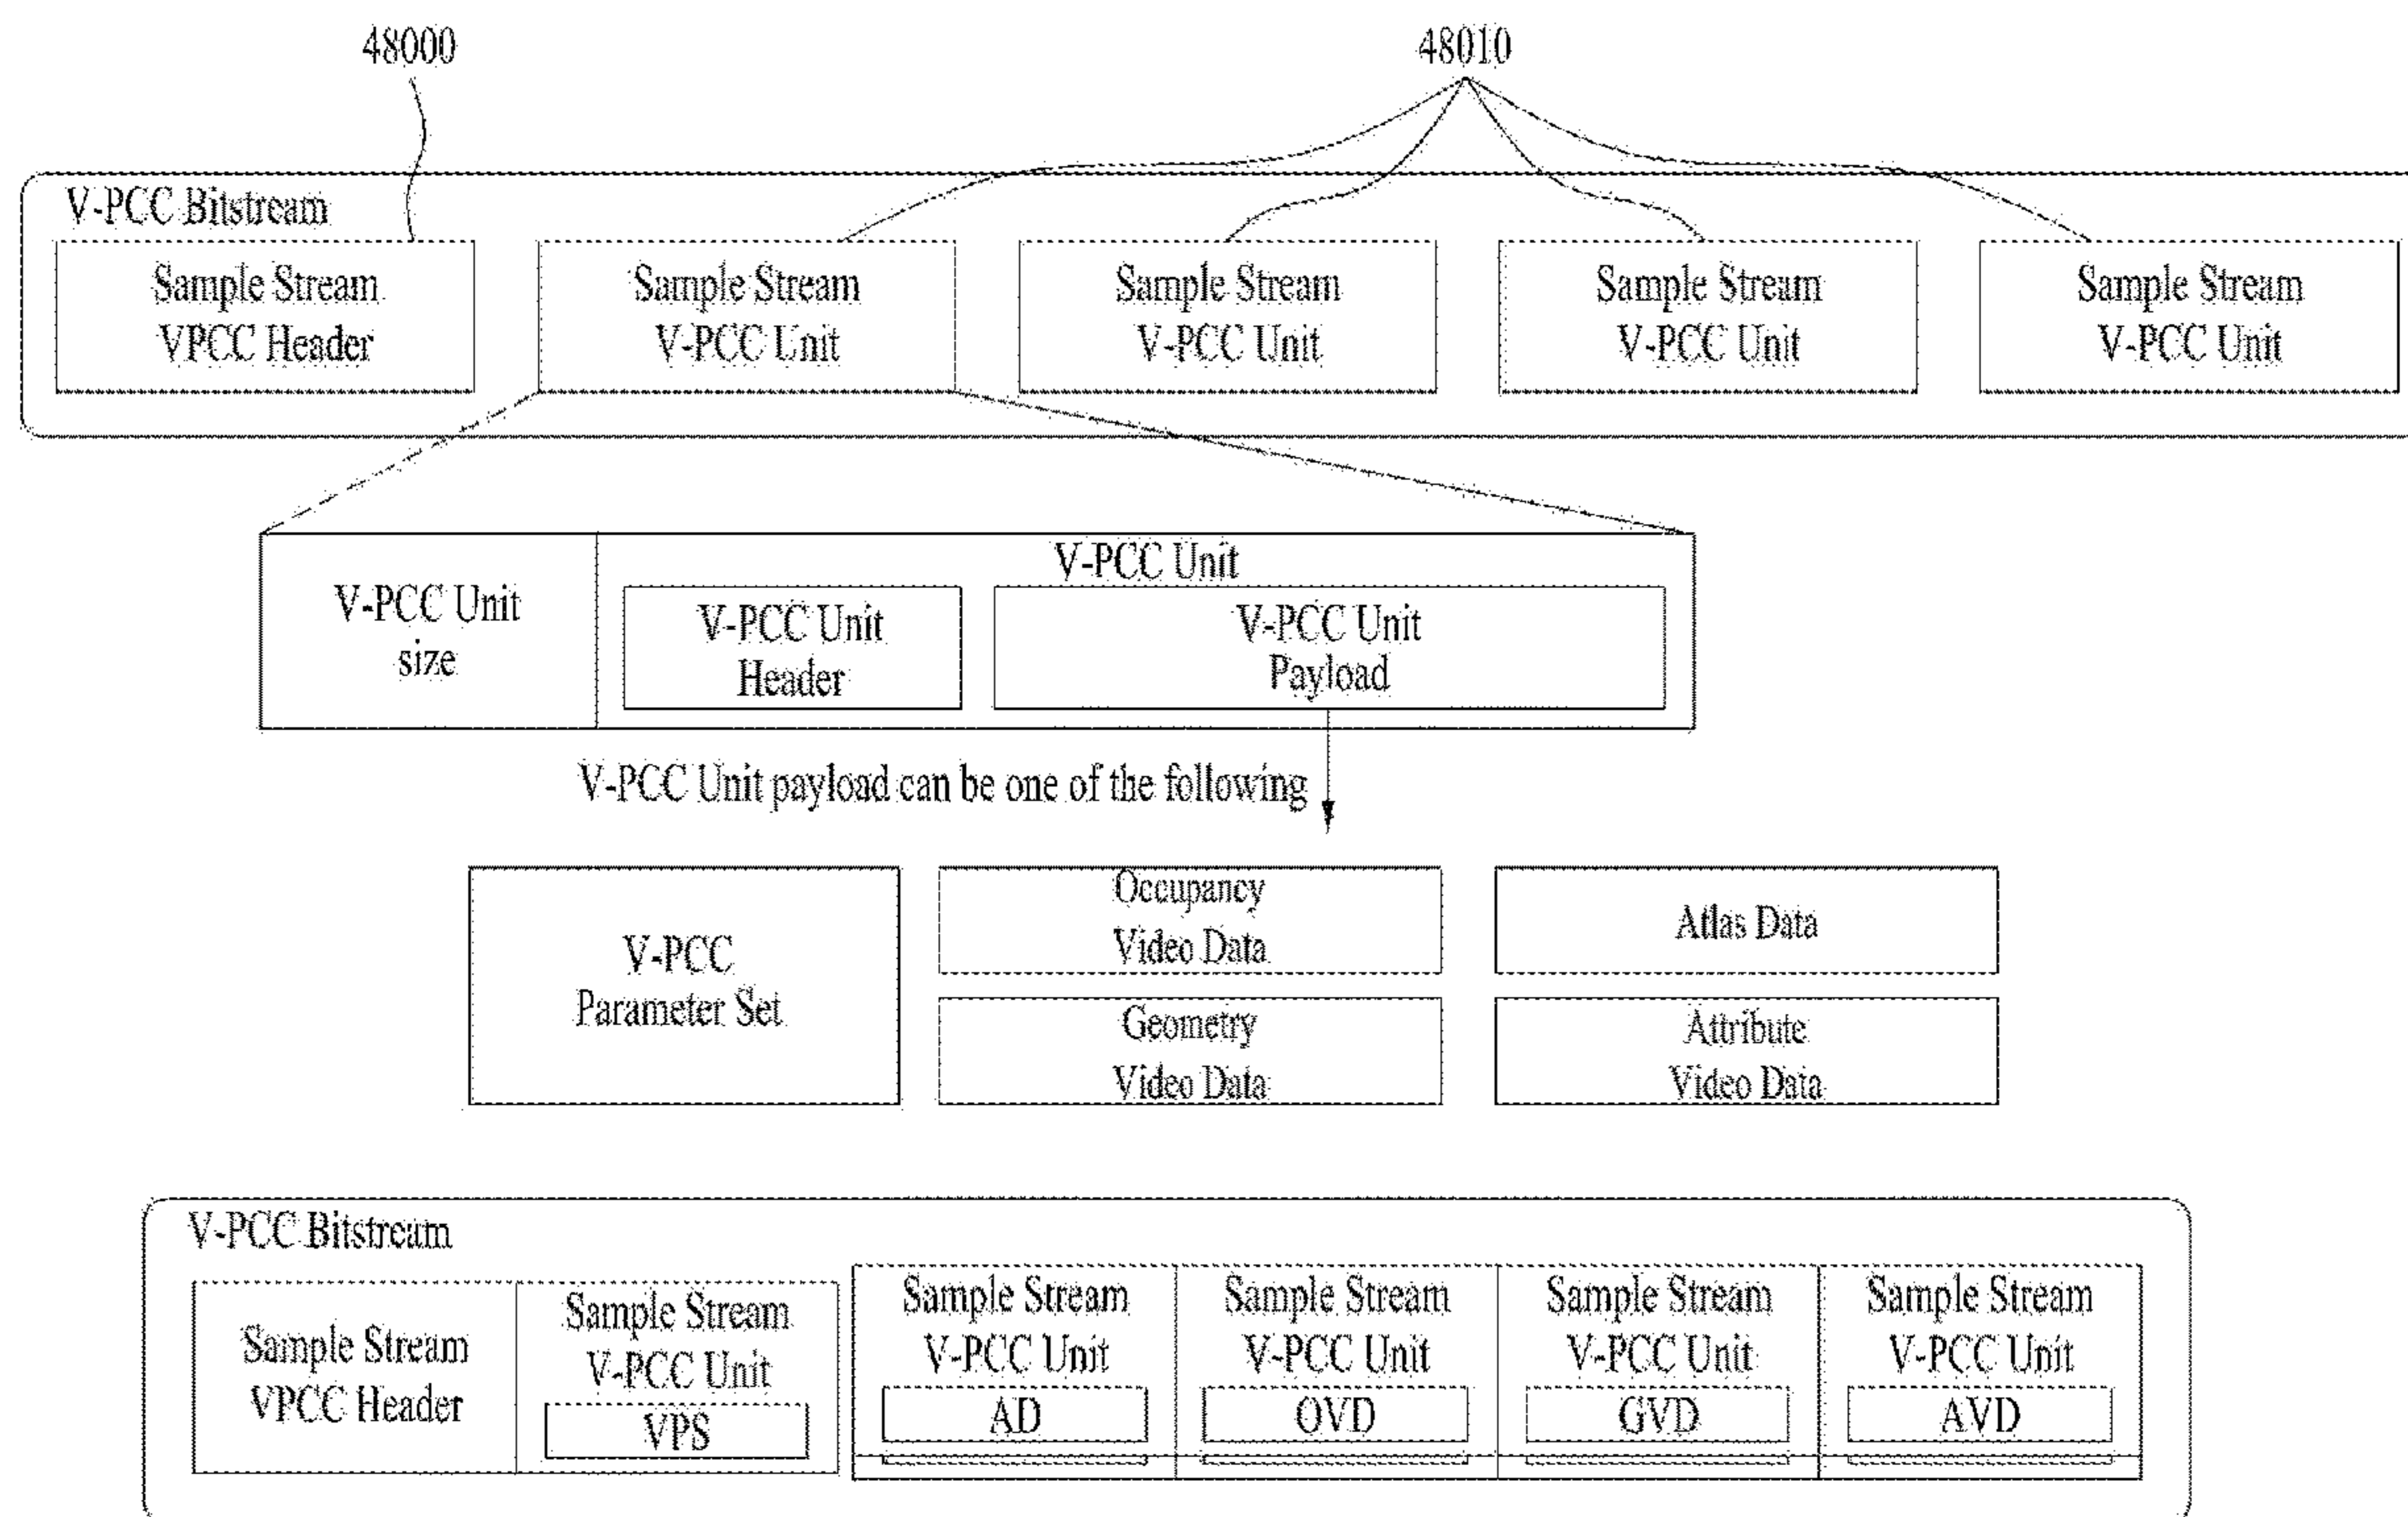 48000
48010
V-PCC Bitstream
Sample Stream
VPCC Header
Sample Stream
V-PCC Unit
Sample Stream
V-PCC Unit
Sample Stream
V-PCC Unit
Sample Stream
V-PCC Unit
V-PCC Unit
size
V-PCC Unit
V-PCC Unit
Header
V-PCC Unit
Payload
V-PCC Unit payload can be one of the following
V-PCC
Parameter Set
Occupancy
Video Data
Atlas Data
Geometry
Video Data
Attribute
Video Data
V-PCC Bitstream
Sample Stream
VPCC Header
Sample Stream
V-PCC Unit
VPS
Sample Stream
V-PCC Unit
AD
Sample Stream
V-PCC Unit
OVD
Sample Stream
V-PCC Unit
GVD
Sample Stream
V-PCC Unit
AVD